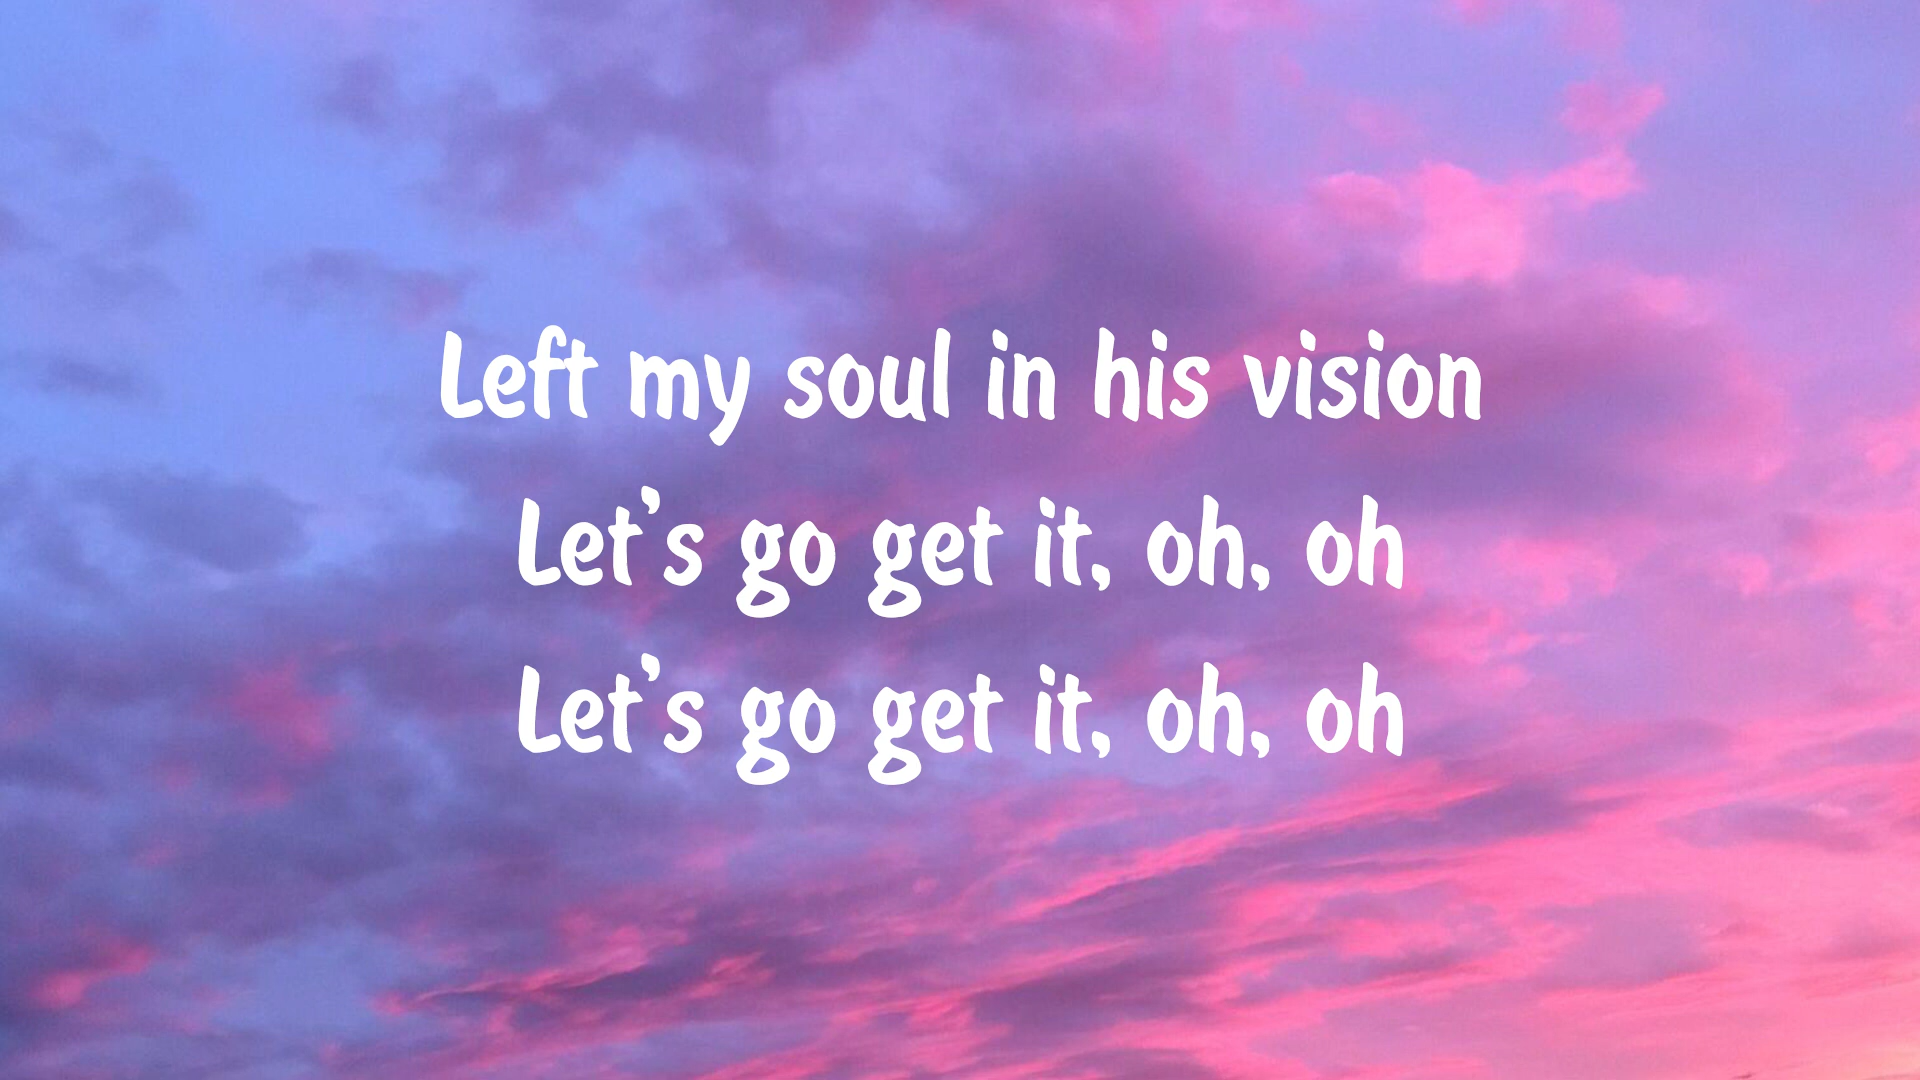 Left my soul in his vision
Let’s go get it, oh, oh
Let’s go get it, oh, oh